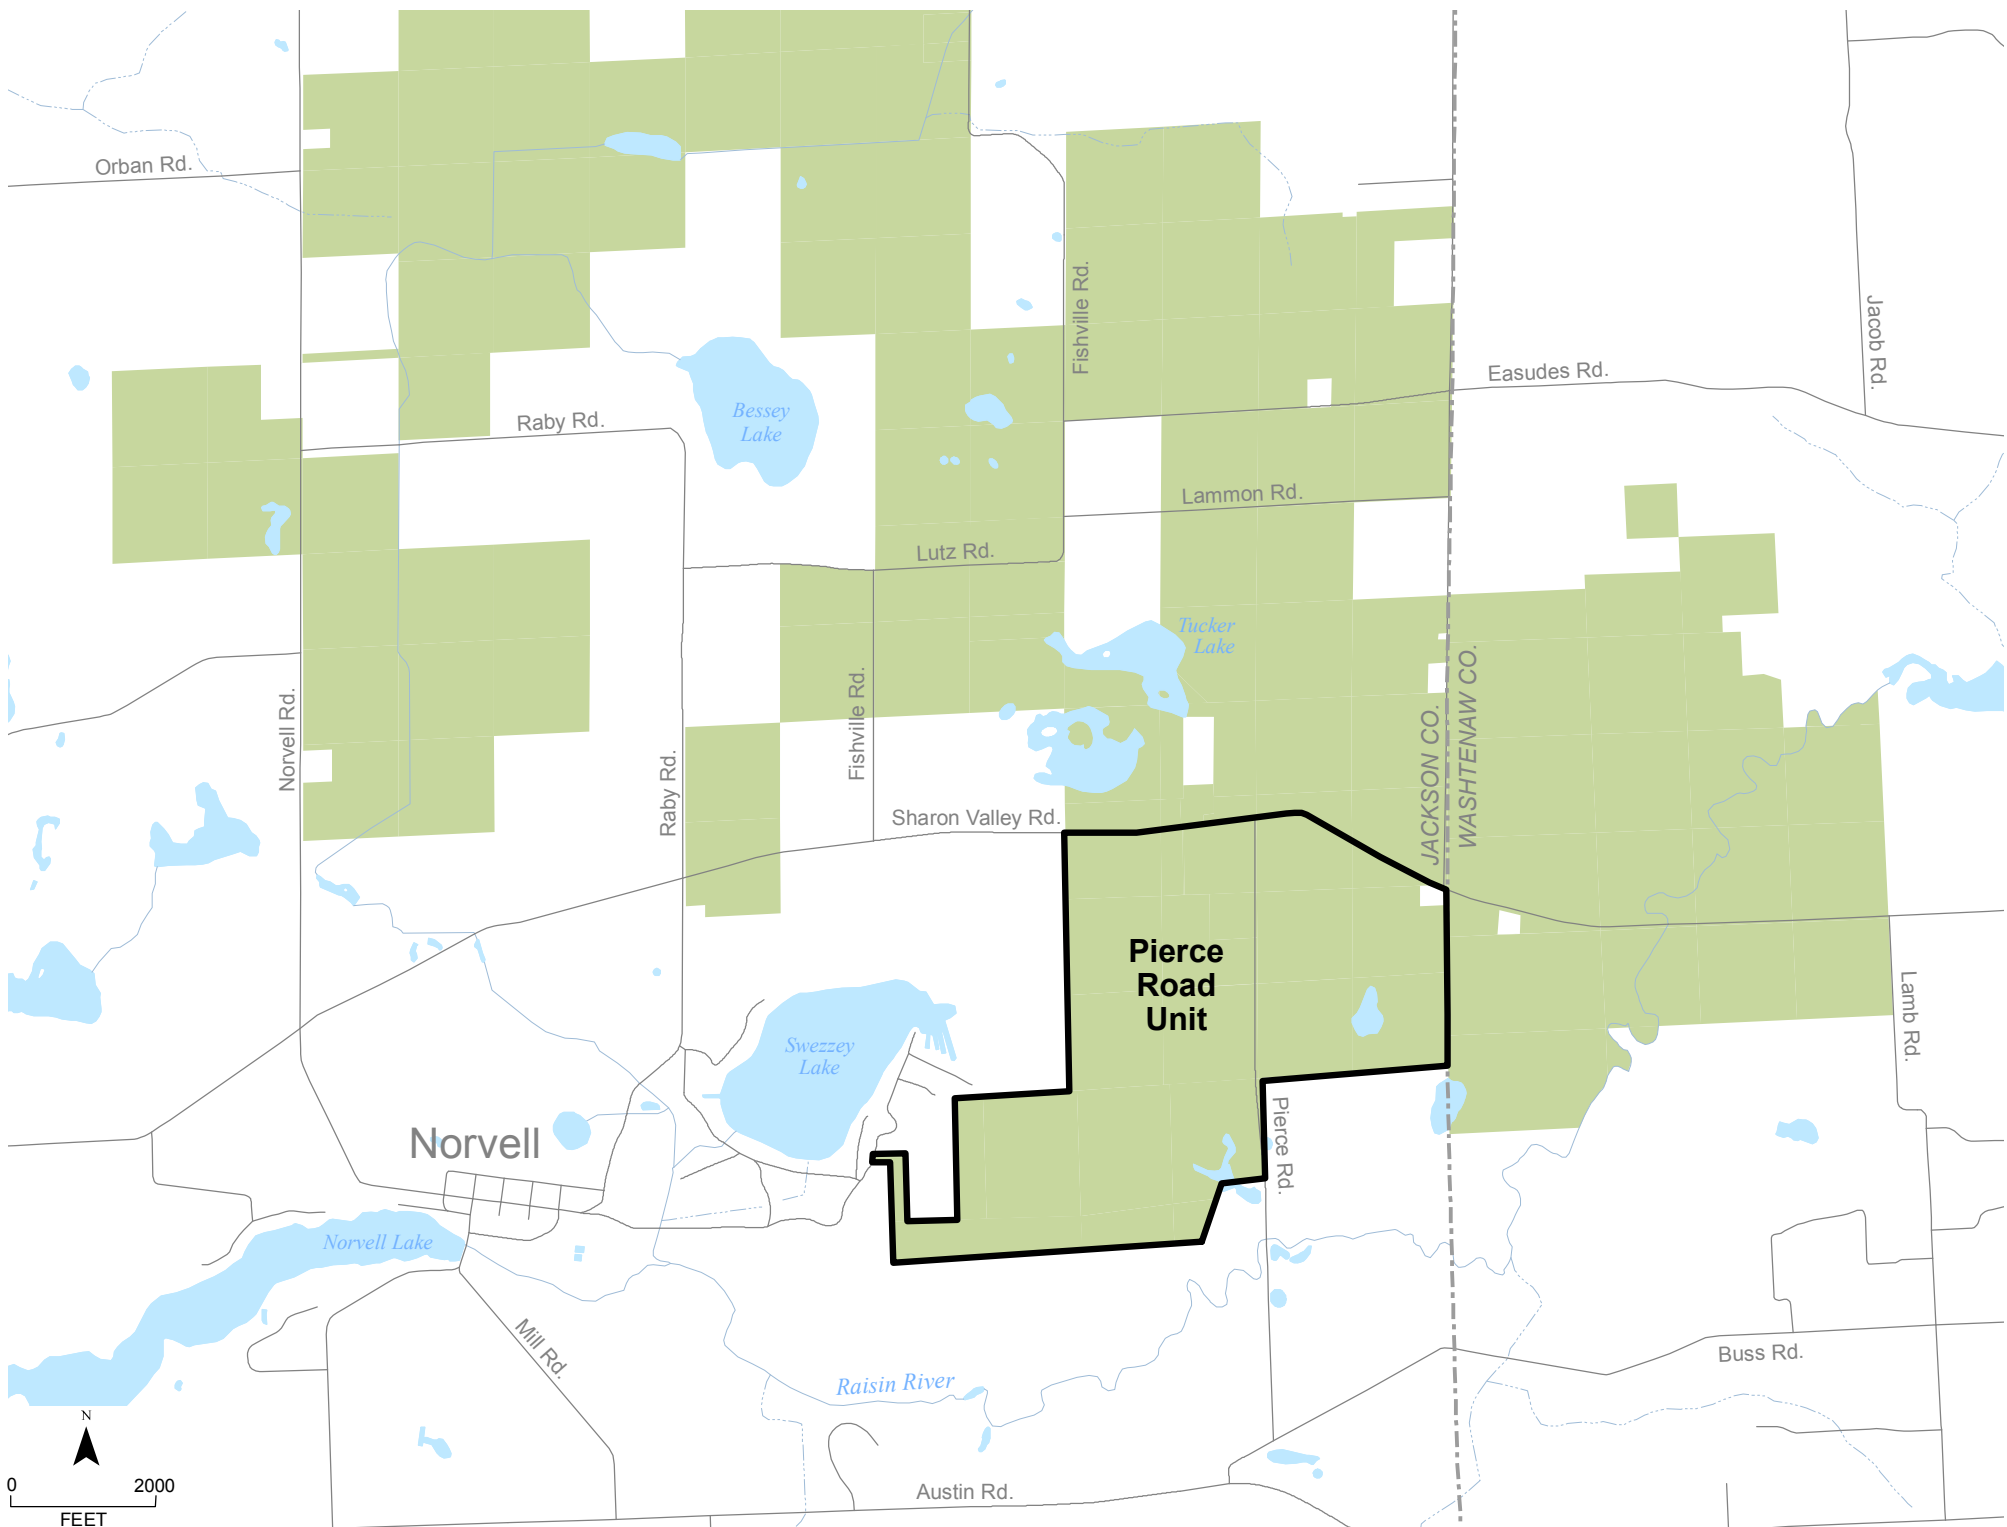 Orban Rd.
Fishville Rd.
Jacob Rd.
Easudes Rd.
Bessey
Lake
Raby Rd.
Lammon Rd.
Lutz Rd.
Tucker
Lake
Norvell Rd.
Raby Rd.
Fishville Rd.
JACKSON CO.
WASHTENAW CO.
Sharon Valley Rd.
Pierce
Road
Unit
Lamb Rd.
Swezzey
Lake
Norvell
Pierce Rd.
Norvell Lake
Mill Rd.
Buss Rd.
Raisin River
N
0 2000
FEET
Austin Rd.